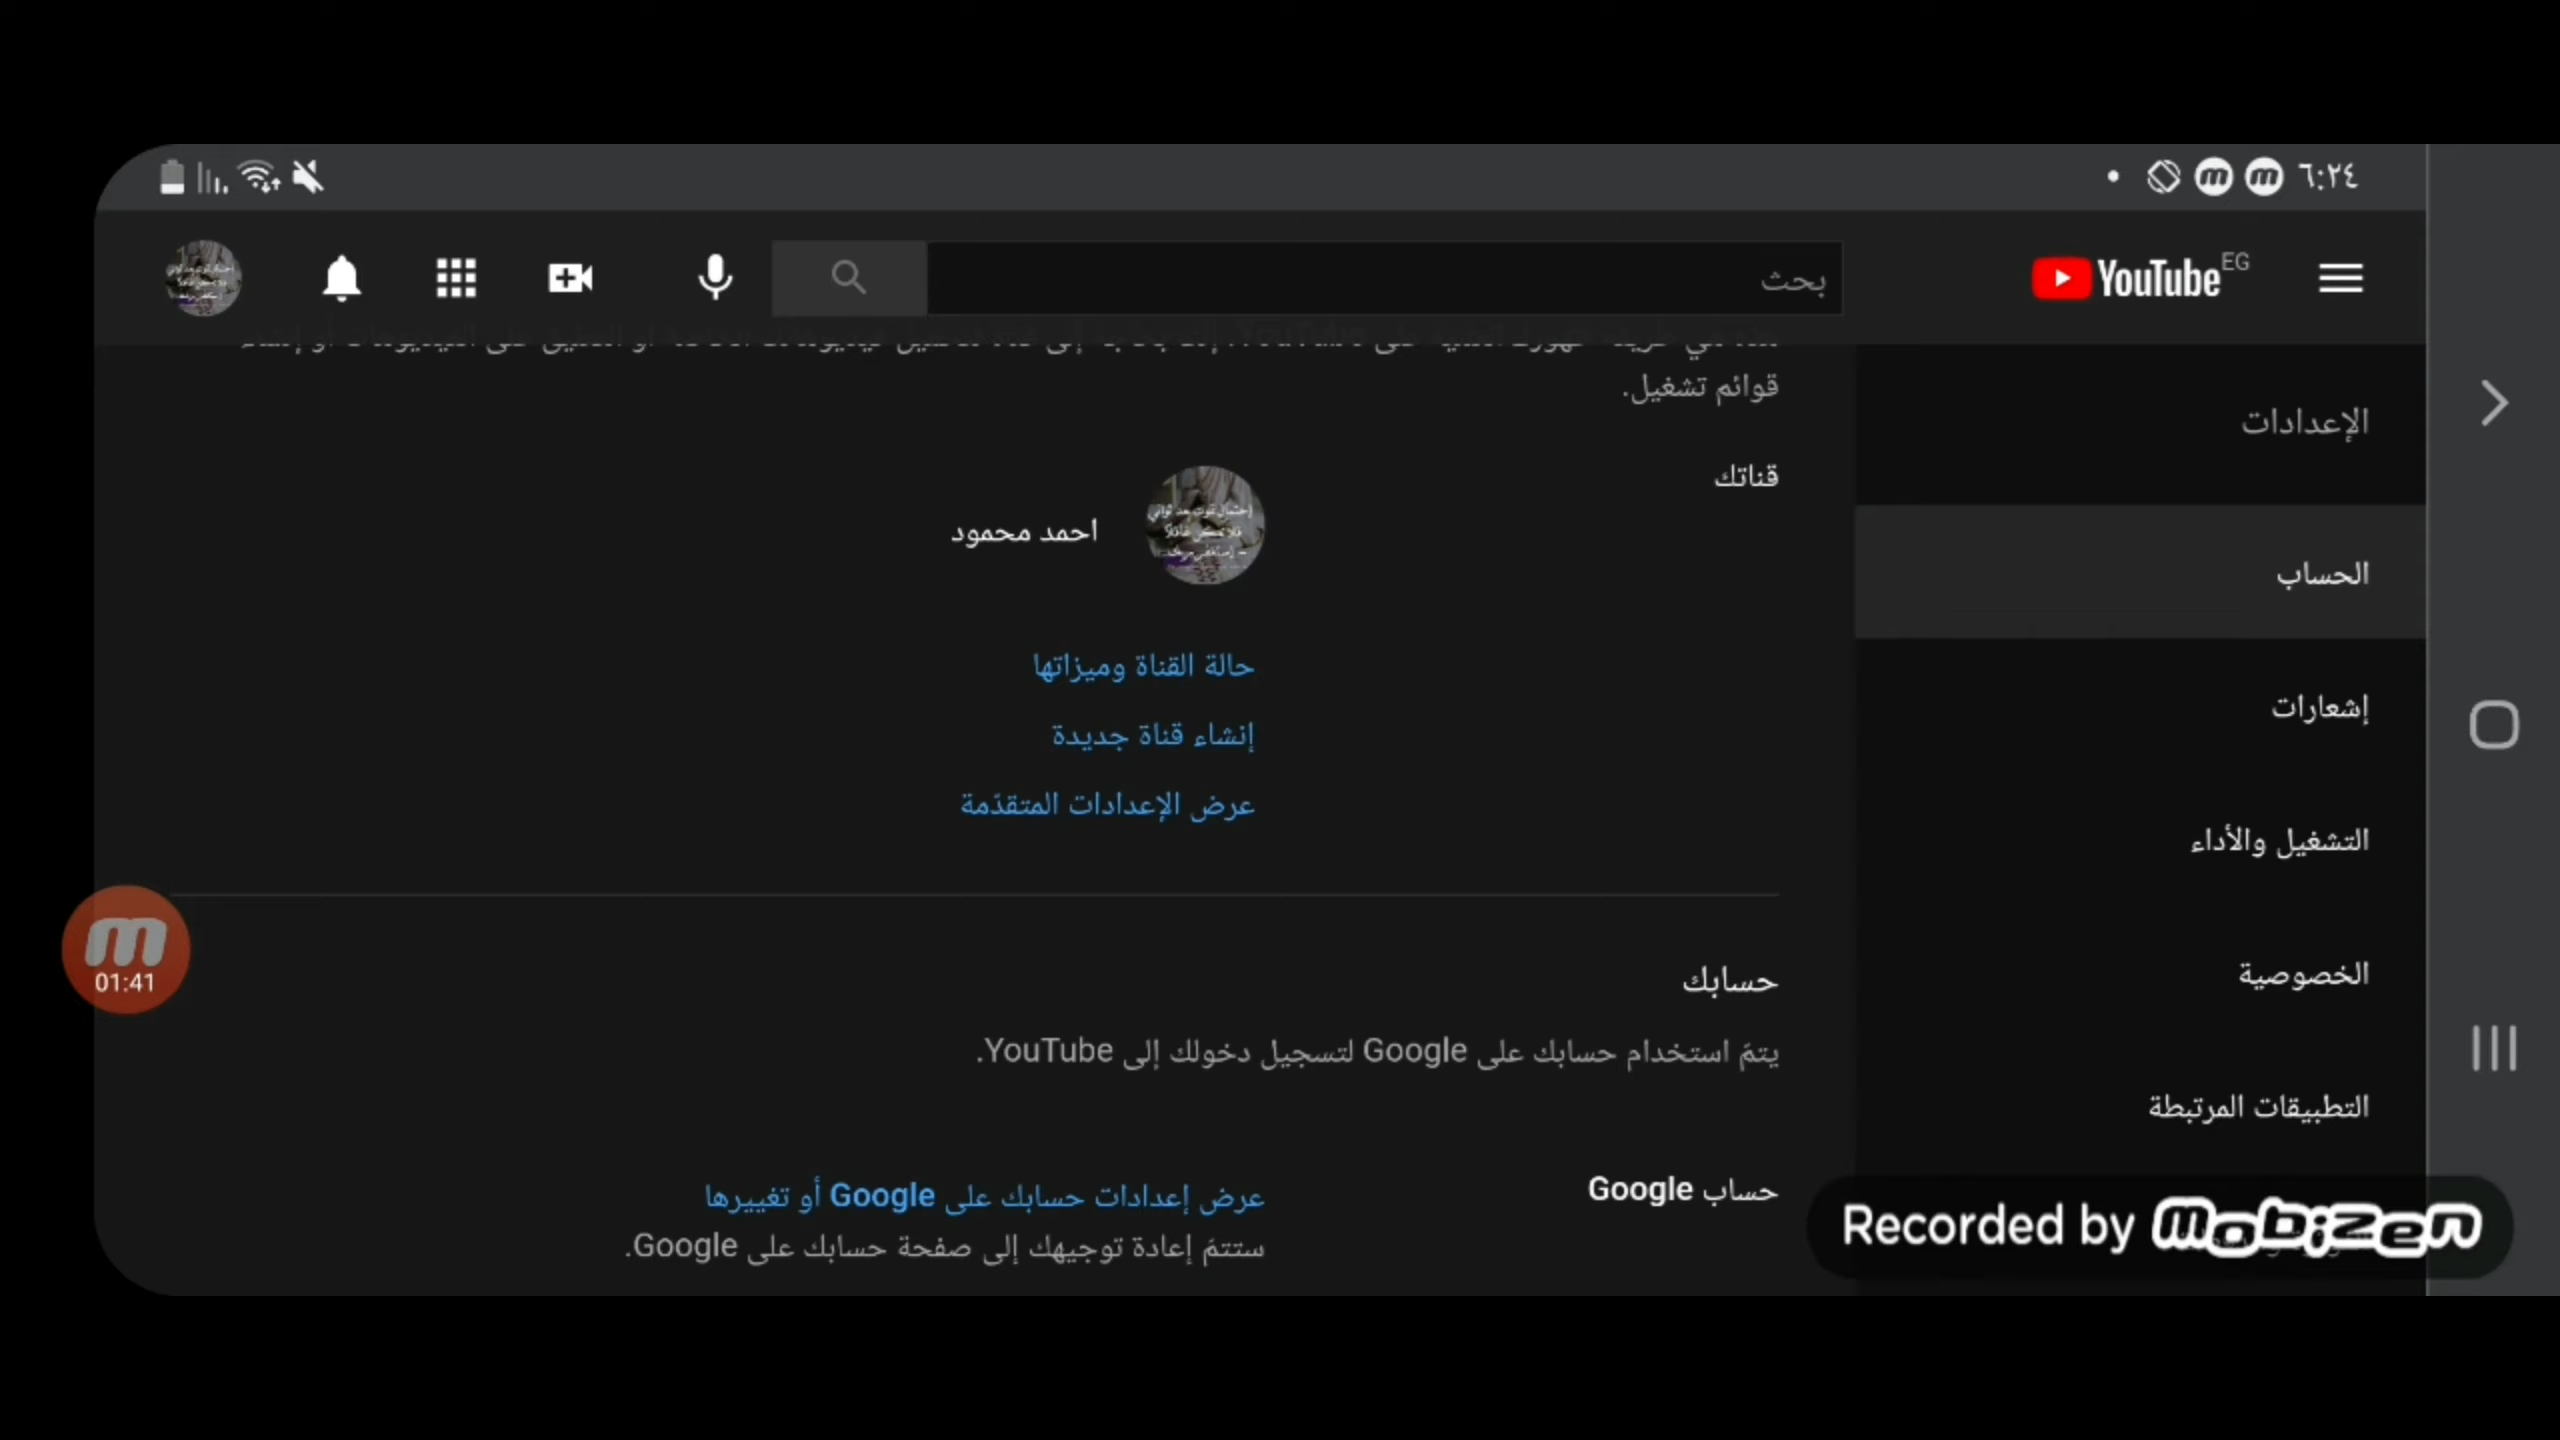 ٦:٢٤
YouTube EG
بحث
قوائم تشغيل.
قناتك
احمد محمود
حالة القناة وميزاتها
إنشاء قناة جديدة
عرض الإعدادات المتقدّمة
حسابك
يتمّ استخدام حسابك على Google لتسجيل دخولك إلى YouTube.
حساب Google
عرض إعدادات حسابك على Google أو تغييرها
ستتمّ إعادة توجيهك إلى صفحة حسابك على Google.
الإعدادات
الحساب
إشعارات
التشغيل والأداء
الخصوصية
التطبيقات المرتبطة
01:41
Recorded by mobizen